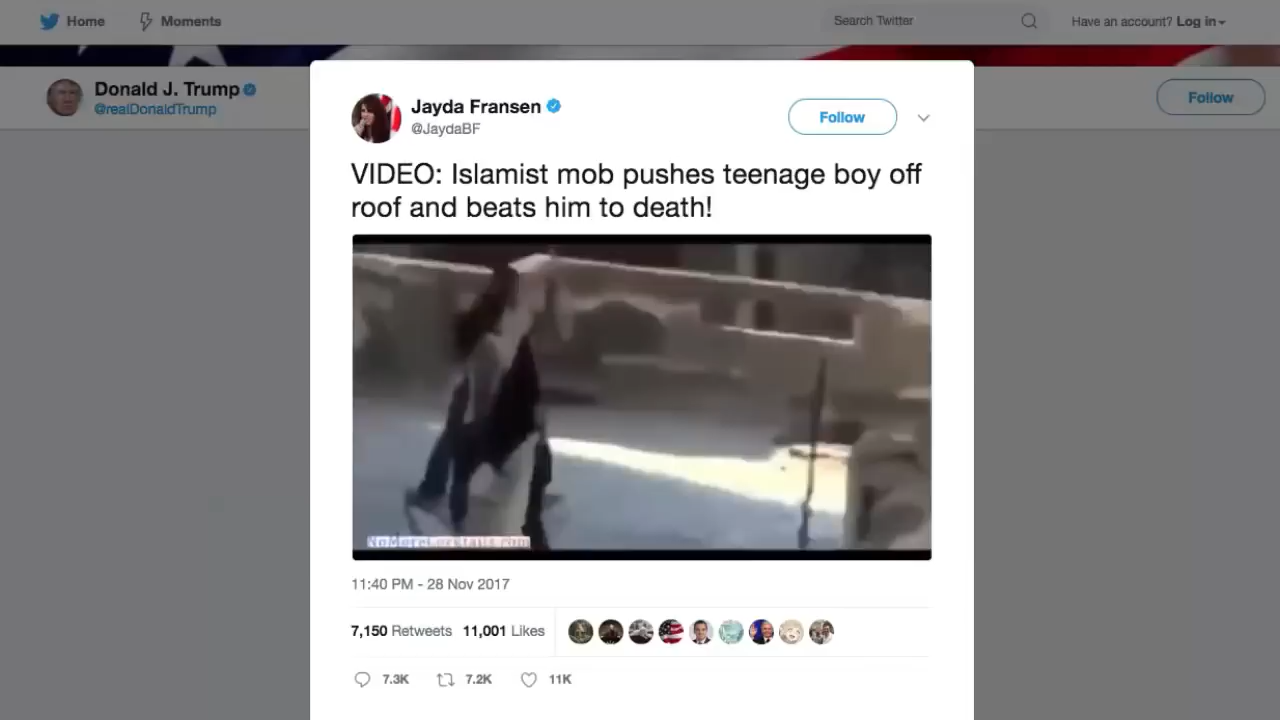 Home
Moments
Search Twitter
Have an account? Log in
Donald J. Trump
@realDonaldTrump
Follow
Jayda Fransen
@JaydaBF
Follow
VIDEO: Islamist mob pushes teenage boy off
roof and beats him to death!
NoMoreCocktails.com
11:40 PM - 28 Nov 2017
7,150 Retweets 11,001 Likes
7.3K
7.2K
11K